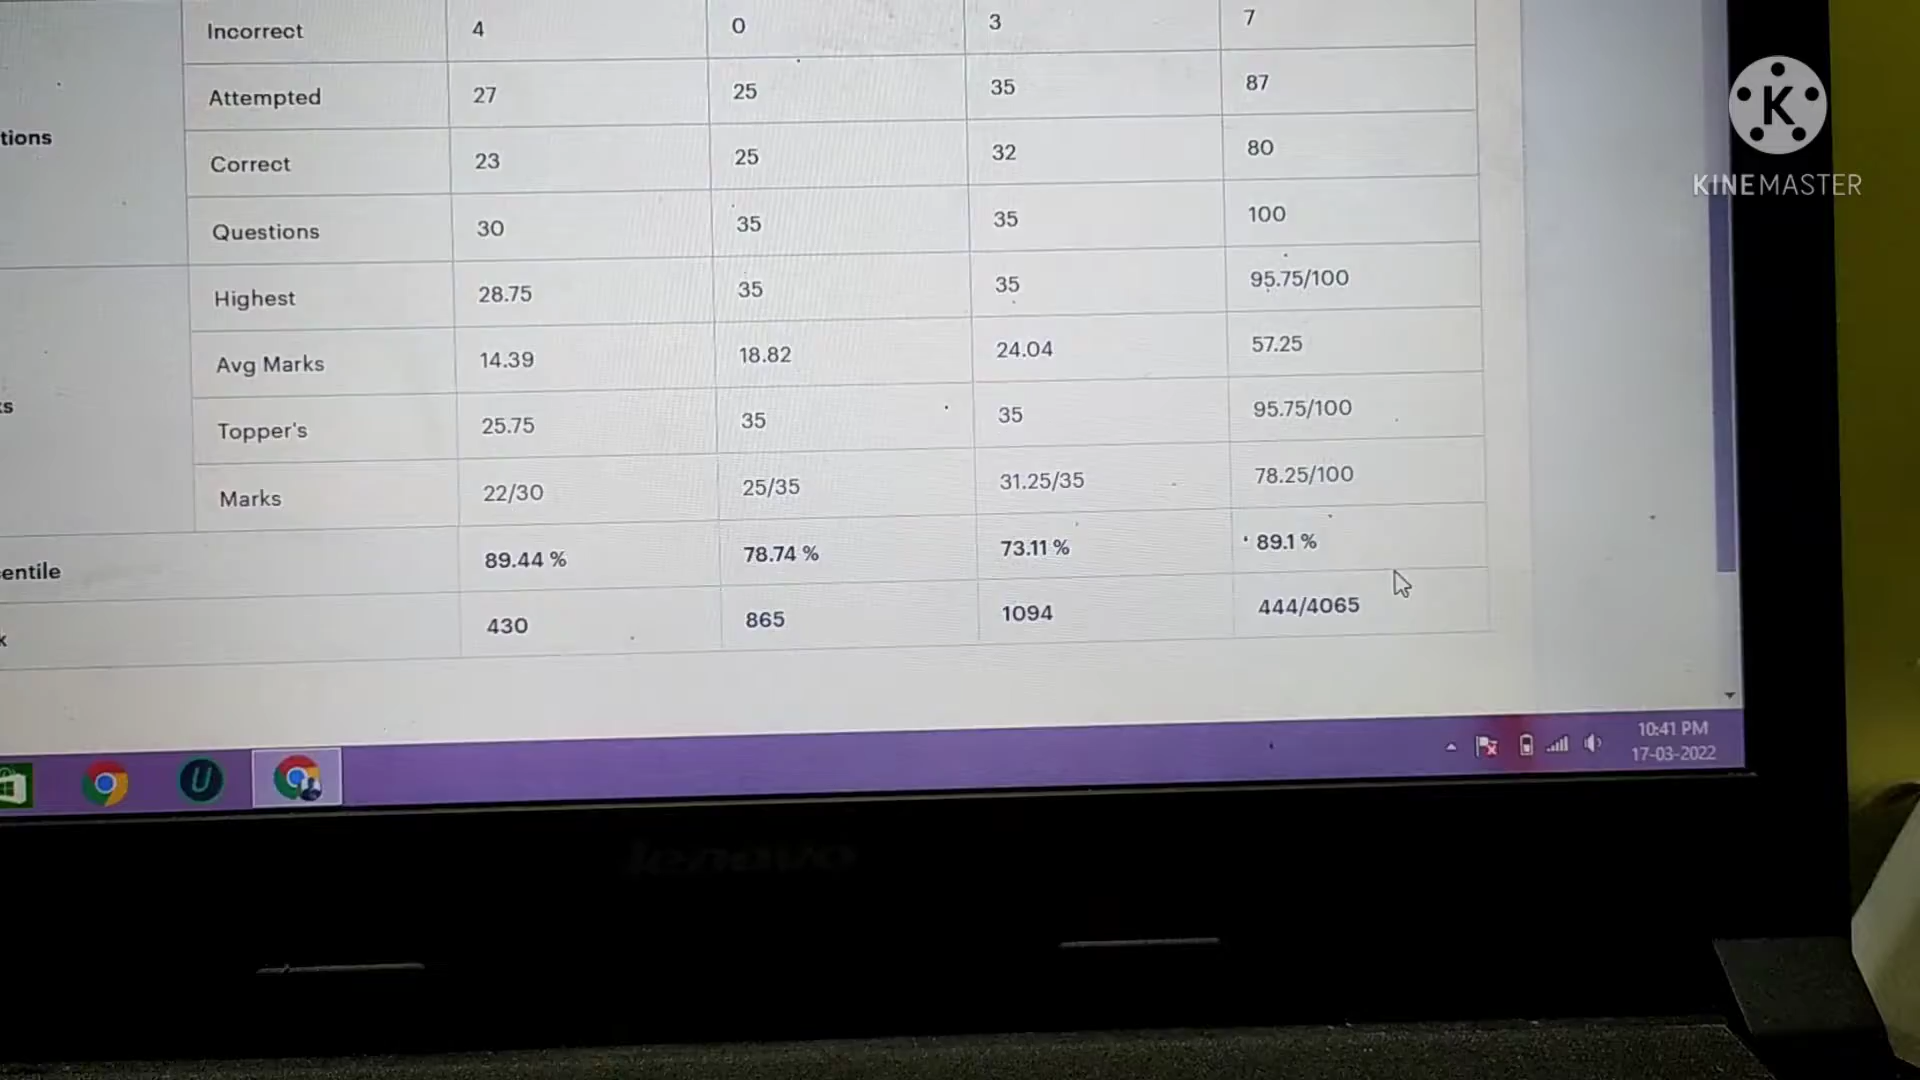 Incorrect 4 0 3 7
Attempted 27 25 35 87
tions
Correct 23 25 32 80
Questions 30 35 35 100
Highest 28.75 35 35 95.75/100
Avg Marks 14.39 18.82 24.04 57.25
s
Topper's 25.75 35 35 95.75/100
Marks 22/30 25/35 31.25/35 78.25/100
entile 89.44 % 78.74 % 73.11 % 89.1 %
k 430 865 1094 444/4065
K
KINEMASTER
U
10:41 PM
17-03-2022
lenovo